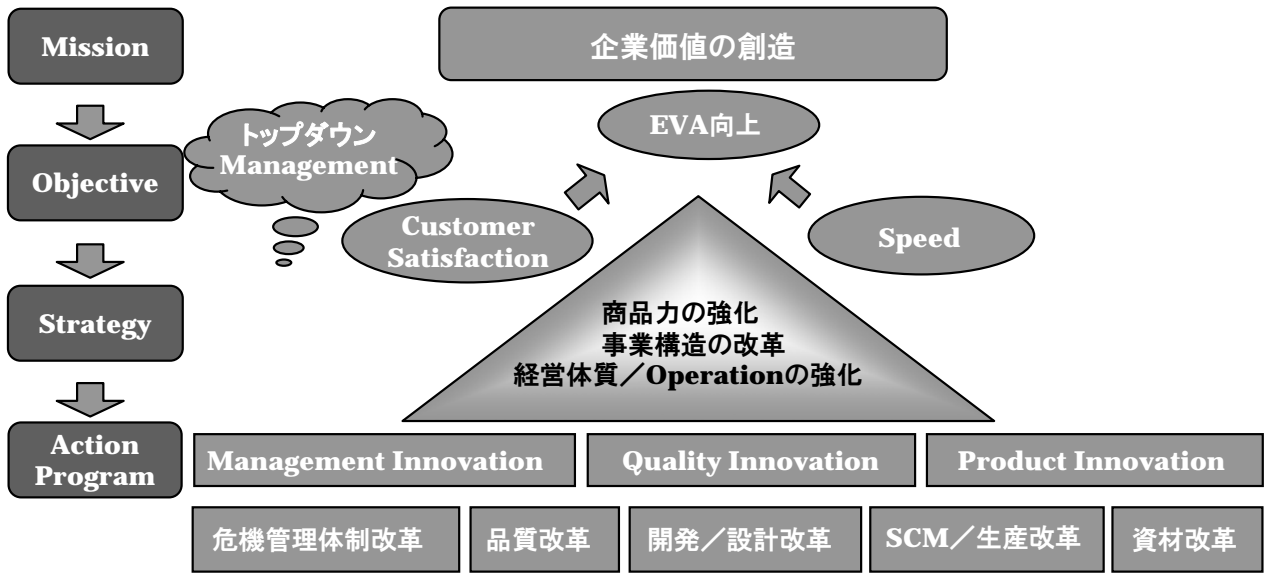 Mission
企業価値の創造
トップダウン
Management
EVA向上
Objective
Customer
Satisfaction
Speed
Strategy
商品力の強化
事業構造の改革
経営体質／Operationの強化
Action
Program
Management Innovation
Quality Innovation
Product Innovation
危機管理体制改革
品質改革
開発／設計改革
SCM／生産改革
資材改革